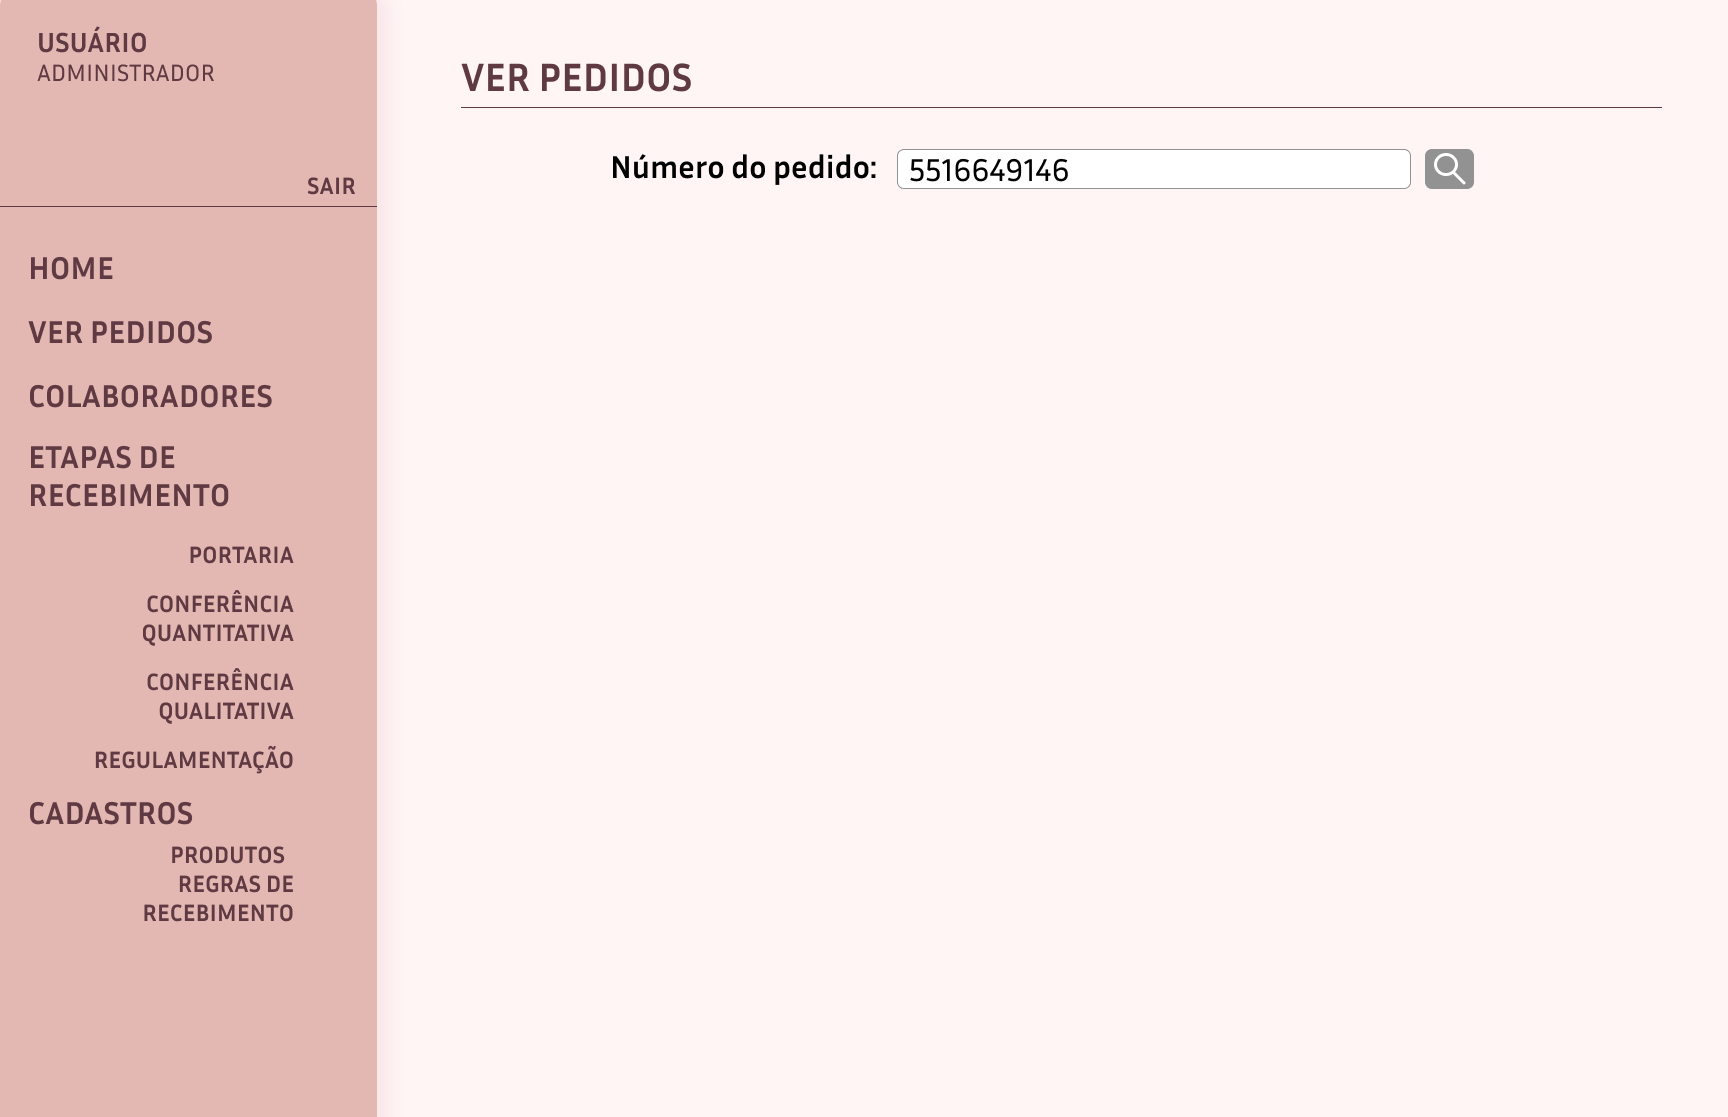 USUÁRIO
ADMINISTRADOR
SAIR
HOME
VER PEDIDOS
COLABORADORES
ETAPAS DE
RECEBIMENTO
PORTARIA
CONFERÊNCIA
QUANTITATIVA
CONFERÊNCIA
QUALITATIVA
REGULAMENTAÇÃO
CADASTROS
PRODUTOS
REGRAS DE
RECEBIMENTO
VER PEDIDOS
Número do pedido: 5516649146